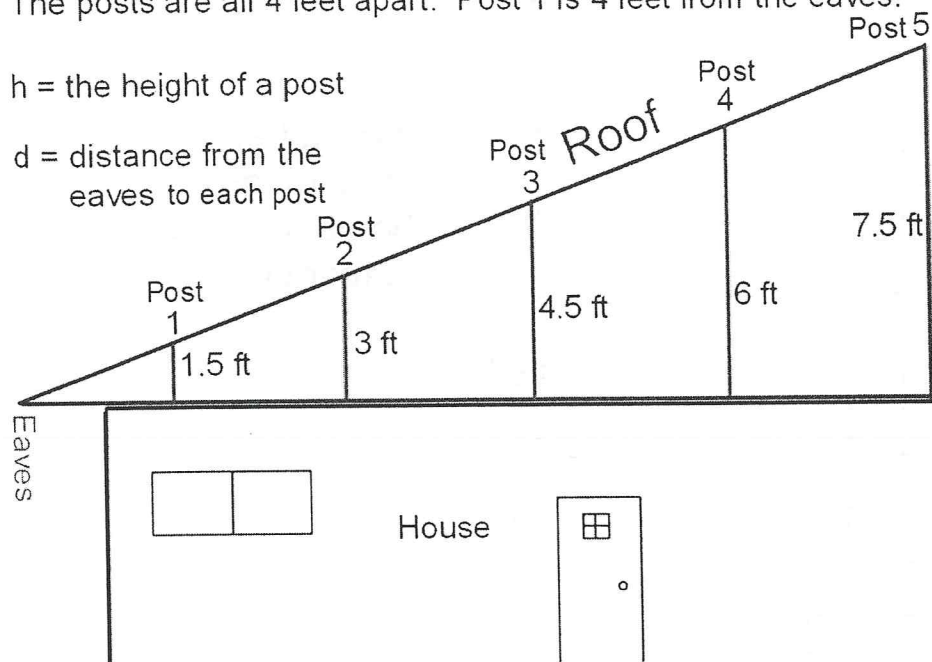 The posts are all 4 feet apart. Post 1 is 4 feet from the eaves.
Post 5
h = the height of a post
Post
4
d = distance from the
eaves to each post
Roof
Post
3
7.5 ft
Post
2
Post
1
6 ft
4.5 ft
3 ft
1.5 ft
Eaves
House